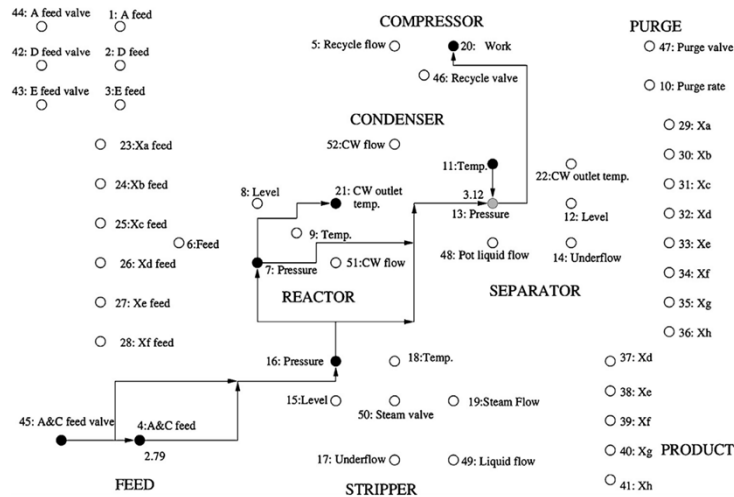 44: A feed valve
1: A feed
COMPRESSOR
PURGE
5: Recycle flow
20: Work
47: Purge valve
42: D feed valve
2: D feed
46: Recycle valve
10: Purge rate
43: E feed valve
3:E feed
CONDENSER
29: Xa
23:Xa feed
52:CW flow
30: Xb
11:Temp.
22:CW outlet temp.
24:Xb feed
8: Level
21: CW outlet
temp.
3.12
13: Pressure
12: Level
31: Xc
32: Xd
25:Xc feed
6:Feed
9: Temp.
48: Pot liquid flow
14: Underflow
33: Xe
26: Xd feed
7: Pressure
51:CW flow
34: Xf
REACTOR
SEPARATOR
27: Xe feed
35: Xg
28: Xf feed
36: Xh
16: Pressure
18:Temp.
37: Xd
15:Level
50: Steam valve
19:Steam Flow
38: Xe
45: A&C feed valve
4:A&C feed
39: Xf
2.79
17: Underflow
49: Liquid flow
40: Xg
PRODUCT
FEED
STRIPPER
41: Xh